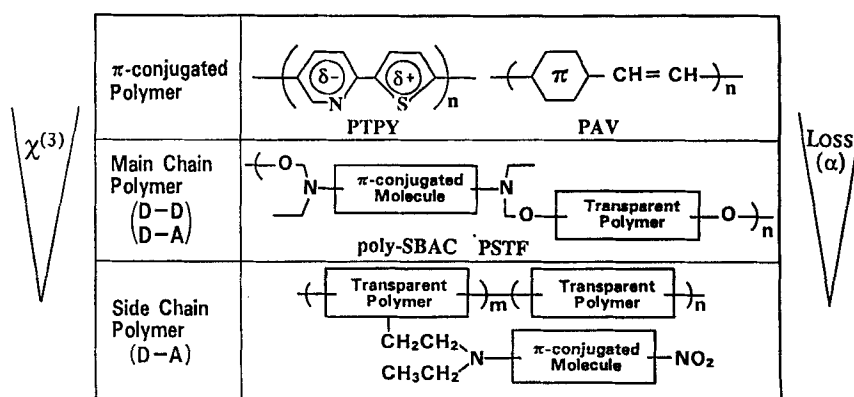 χ(3)
Loss
(α)
π-conjugated
Polymer
δ- δ+ N S n
PTPY
π CH=CH n
PAV
Main Chain
Polymer
(D-D)
(D-A)
O N π-conjugated Molecule N O Transparent Polymer O n
poly-SBAC PSTF
Side Chain
Polymer
(D-A)
Transparent Polymer m Transparent Polymer n
CH2CH2
N π-conjugated Molecule NO2
CH3CH2